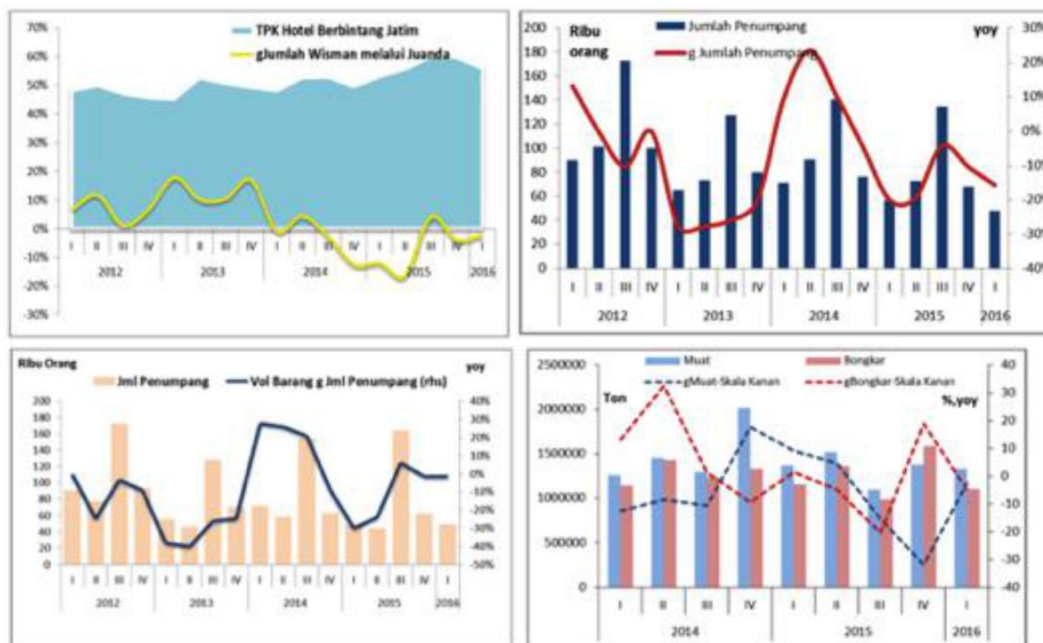 70%
60%
50%
40%
30%
20%
10%
0%
-10%
-20%
-30%
TPK Hotel Berbintang Jatim
gJumlah Wisman melalui Juanda
I II III IV I II III IV I II III IV I II III IV I
2012 2013 2014 2015 2016
Ribu orang
yoy
Jumlah Penumpang
g Jumlah Penumpang
200
180
160
140
120
100
80
60
40
20
0
30%
20%
10%
0%
-10%
-20%
-30%
-40%
I II III IV I II III IV I II III IV I II III IV I
2012 2013 2014 2015 2016
Ribu Orang
yoy
Jml Penumpang
Vol Barang g Jml Penumpang (rhs)
200
180
160
140
120
100
80
60
40
20
0
40%
30%
20%
10%
0%
-10%
-20%
-30%
-40%
-50%
I II III IV I II III IV I II III IV I II III IV I
2012 2013 2014 2015 2016
Muat
Bongkar
gMuat-Skala Kanan
gBongkar-Skala Kanan
Ton
%,yoy
2500000
2000000
1500000
1000000
500000
0
40
30
20
10
0
-10
-20
-30
-40
I II III IV I II III IV I
2014 2015 2016